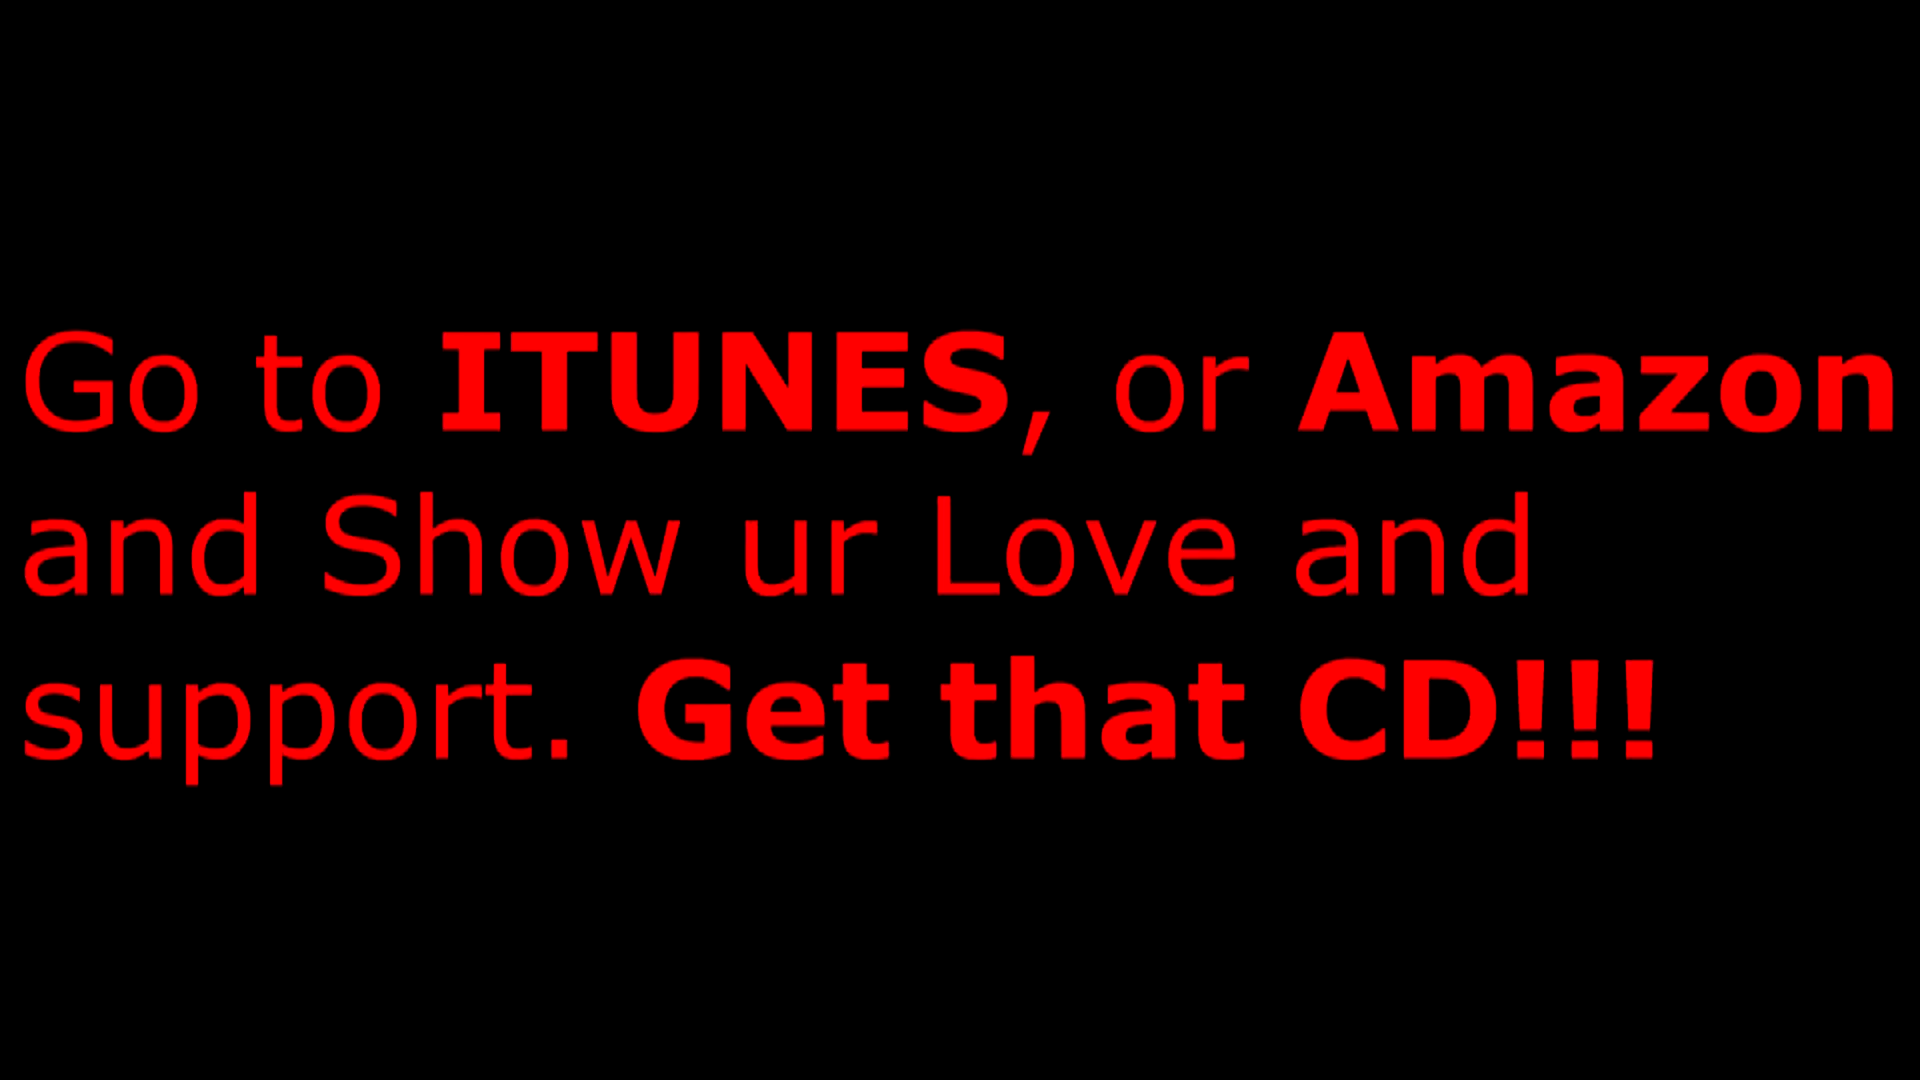 Go to ITUNES, or Amazon
and Show ur Love and
support. Get that CD!!!